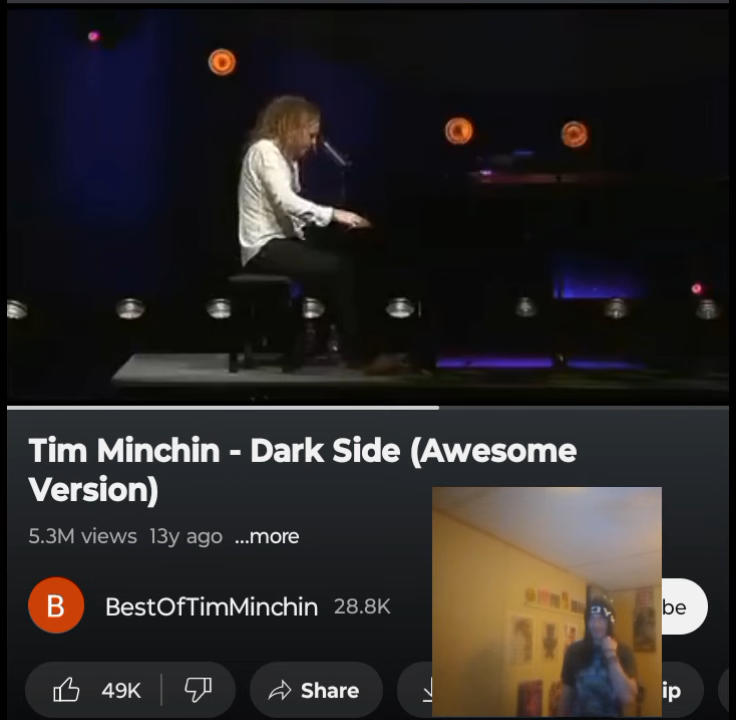 Tim Minchin - Dark Side (Awesome
Version)
5.3M views 13y ago ...more
B BestOfTimMinchin 28.8K be
49K Share ip